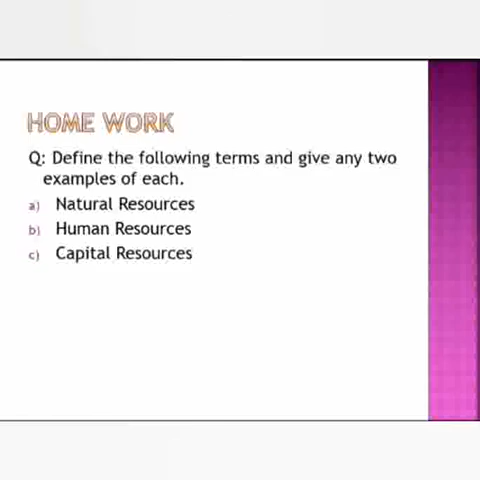 HOME WORK
Q: Define the following terms and give any two
examples of each.
a) Natural Resources
b) Human Resources
c) Capital Resources